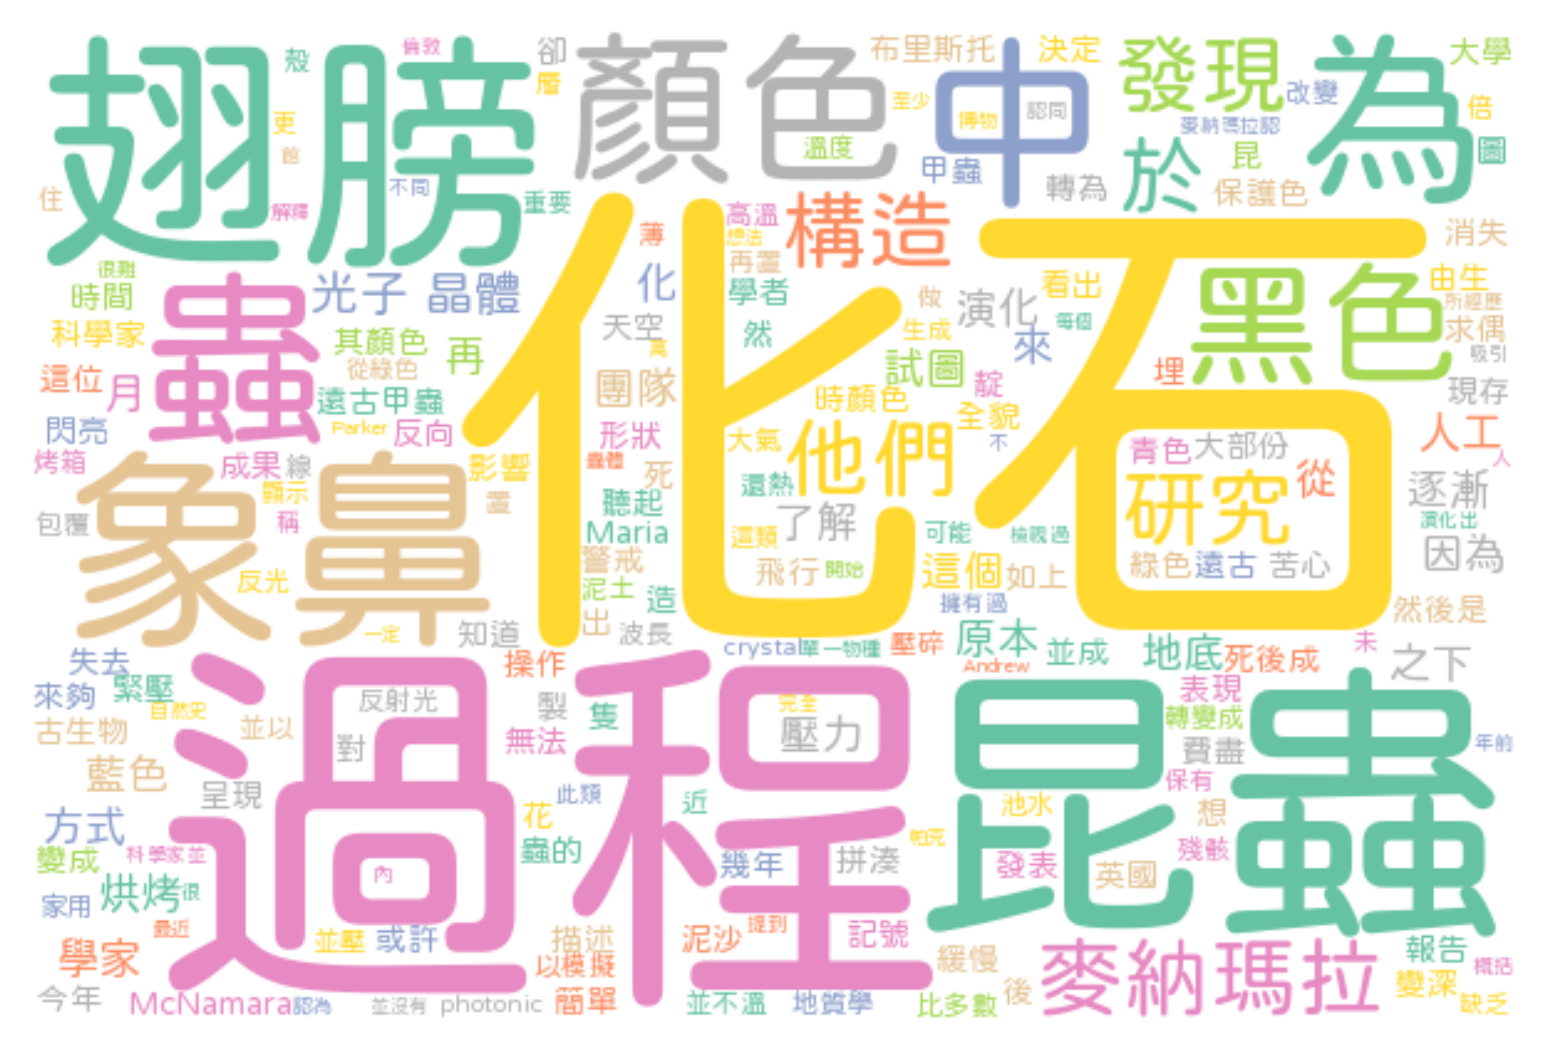 翅膀
殼
倫敦
卻
層
顏色
布里斯托
決定
發現
為
大學
更
館
至少
中
博物
認同
改變
麥納瑪拉認
倍
圖
住
解釋
不同
重要
溫度
甲蟲
轉為
於
昆
保護色
很難
時間
蟲
光子
晶體
薄
高溫
想法
再置
構造
化石
消失
黑色
由生
所經歷
求偶
吸引
科學家
其顏色
從綠色
再
化
天空
萬
學者
然
做
生成
演化
看出
來
每個
這位
月
遠古甲蟲
團隊
試圖
靛
埋
現存
閃亮
Parker
反向
形狀
時顏色
全貌
不
人工
人
烤箱
成果
線
影響
蟲體
死
大氣
他們
青色
大部份
從
逐漸
象鼻
顯示
置
聽起
還熱
研究
演化出
包覆
稱
Maria
這類
了解
可能
檢視過
因為
反光
警戒
飛行
開始
這個
如上
綠色
遠古
苦心
泥土
造
擁有過
然後是
一定
知道
出
波長
crystal
單一物種
壓碎
原本
Andrew
並成
地底
死後成
未
之下
失去
來夠
緊壓
自然史
古生物
並以
過程
反射光
對
操作
製
隻
無法
完全
壓力
昆蟲
表現
轉變成
費盡
年前
藍色
呈現
此類
近
保有
方式
花
池水
想
變成
科學家並
內
蟲的
幾年
拼湊
帕克
發表
英國
殘骸
家用
烘烤
很
最近
並壓
或許
描述
泥沙
提到
記號
學家
以模擬
緩慢
麥納瑪拉
報告
概括
今年
McNamara
認為
並沒有
photonic
簡單
並不溫
地質學
比多數
後
變深
缺乏